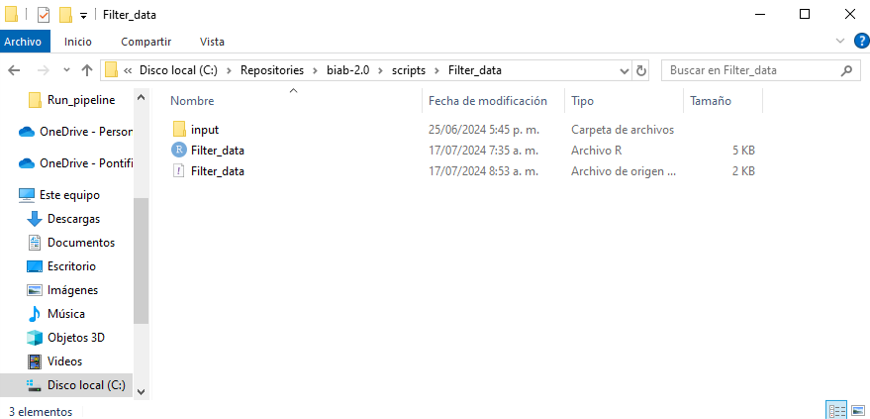 Filter_data
Archivo Inicio Compartir Vista
« Disco local (C:) › Repositories › biab-2.0 › scripts › Filter_data Buscar en Filter_data
Nombre Fecha de modificación Tipo Tamaño
input 25/06/2024 5:45 p. m. Carpeta de archivos
Filter_data 17/07/2024 7:35 a. m. Archivo R 5 KB
Filter_data 17/07/2024 8:53 a. m. Archivo de origen ... 2 KB
Run_pipeline
OneDrive - Person
OneDrive - Pontifi
Este equipo
Descargas
Documentos
Escritorio
Imágenes
Música
Objetos 3D
Videos
Disco local (C:)
3 elementos